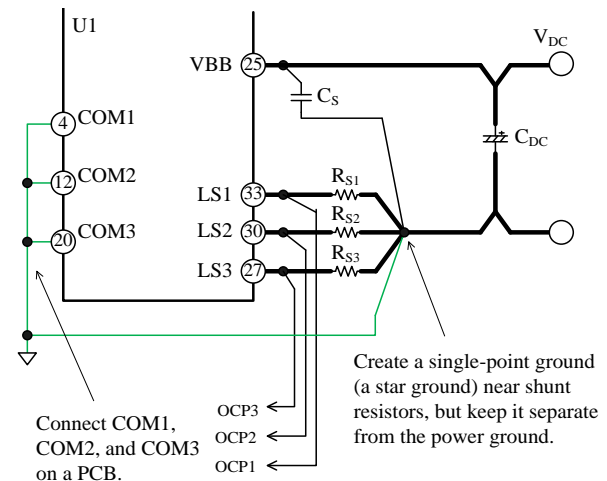 U1
VDC
VBB
25
CS
4
COM1
CDC
12
COM2
RS1
LS1
33
RS2
20
COM3
LS2
30
RS3
LS3
27
Create a single-point ground
(a star ground) near shunt
resistors, but keep it separate
from the power ground.
Connect COM1,
COM2, and COM3
on a PCB.
OCP3
OCP2
OCP1